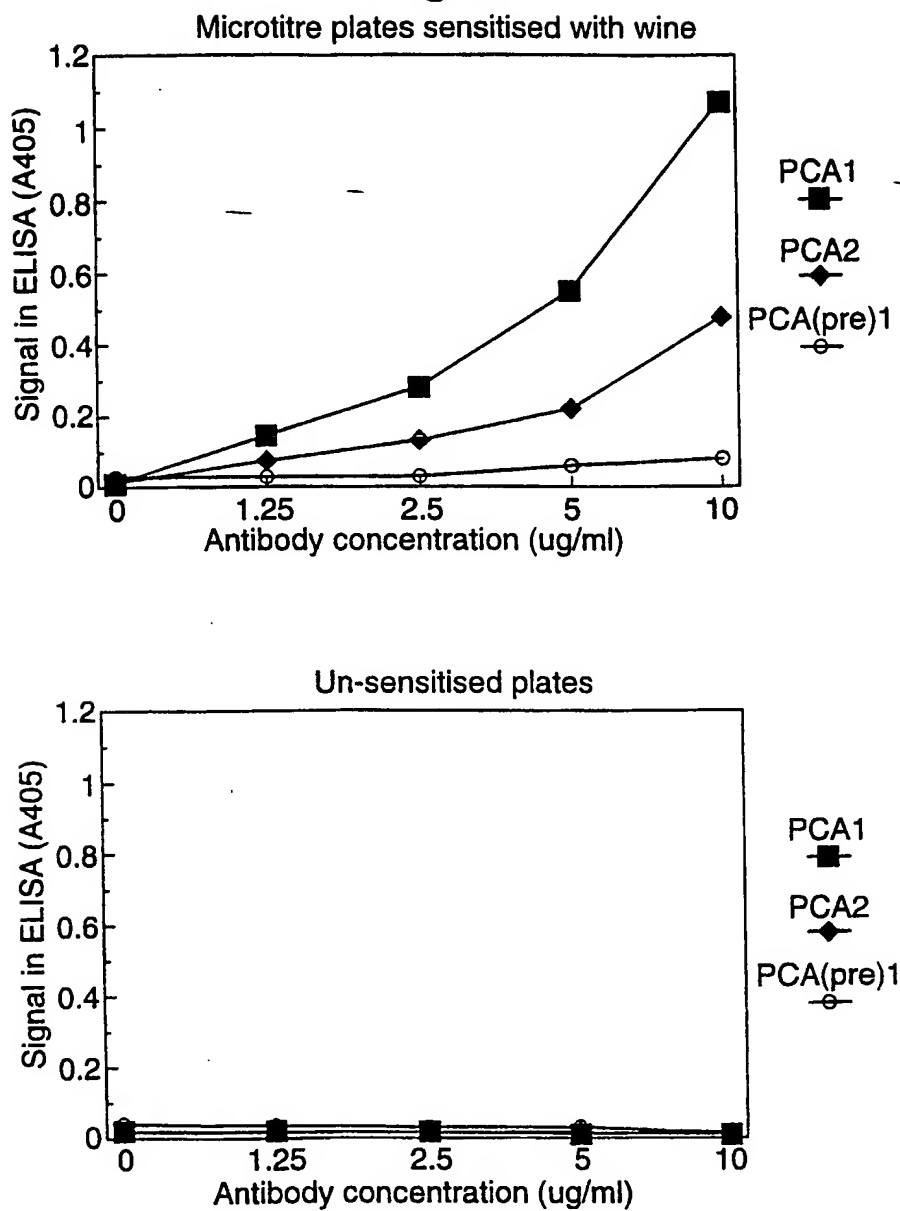 Microtitre plates sensitised with wine
1.2
1
0.8
0.6
0.4
0.2
0
Signal in ELISA (A405)
0 1.25 2.5 5 10
Antibody concentration (ug/ml)
PCA1
PCA2
PCA(pre)1
Un-sensitised plates
1.2
1
0.8
0.6
0.4
0.2
0
Signal in ELISA (A405)
0 1.25 2.5 5 10
Antibody concentration (ug/ml)
PCA1
PCA2
PCA(pre)1